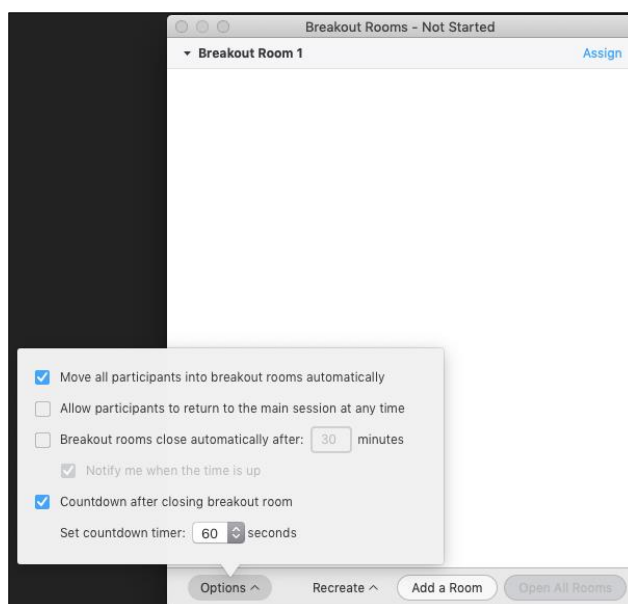 Breakout Rooms - Not Started
Breakout Room 1 Assign
Move all participants into breakout rooms automatically
Allow participants to return to the main session at any time
Breakout rooms close automatically after: 30 minutes
Notify me when the time is up
Countdown after closing breakout room
Set countdown timer: 60 seconds
Options Recreate Add a Room Open All Rooms